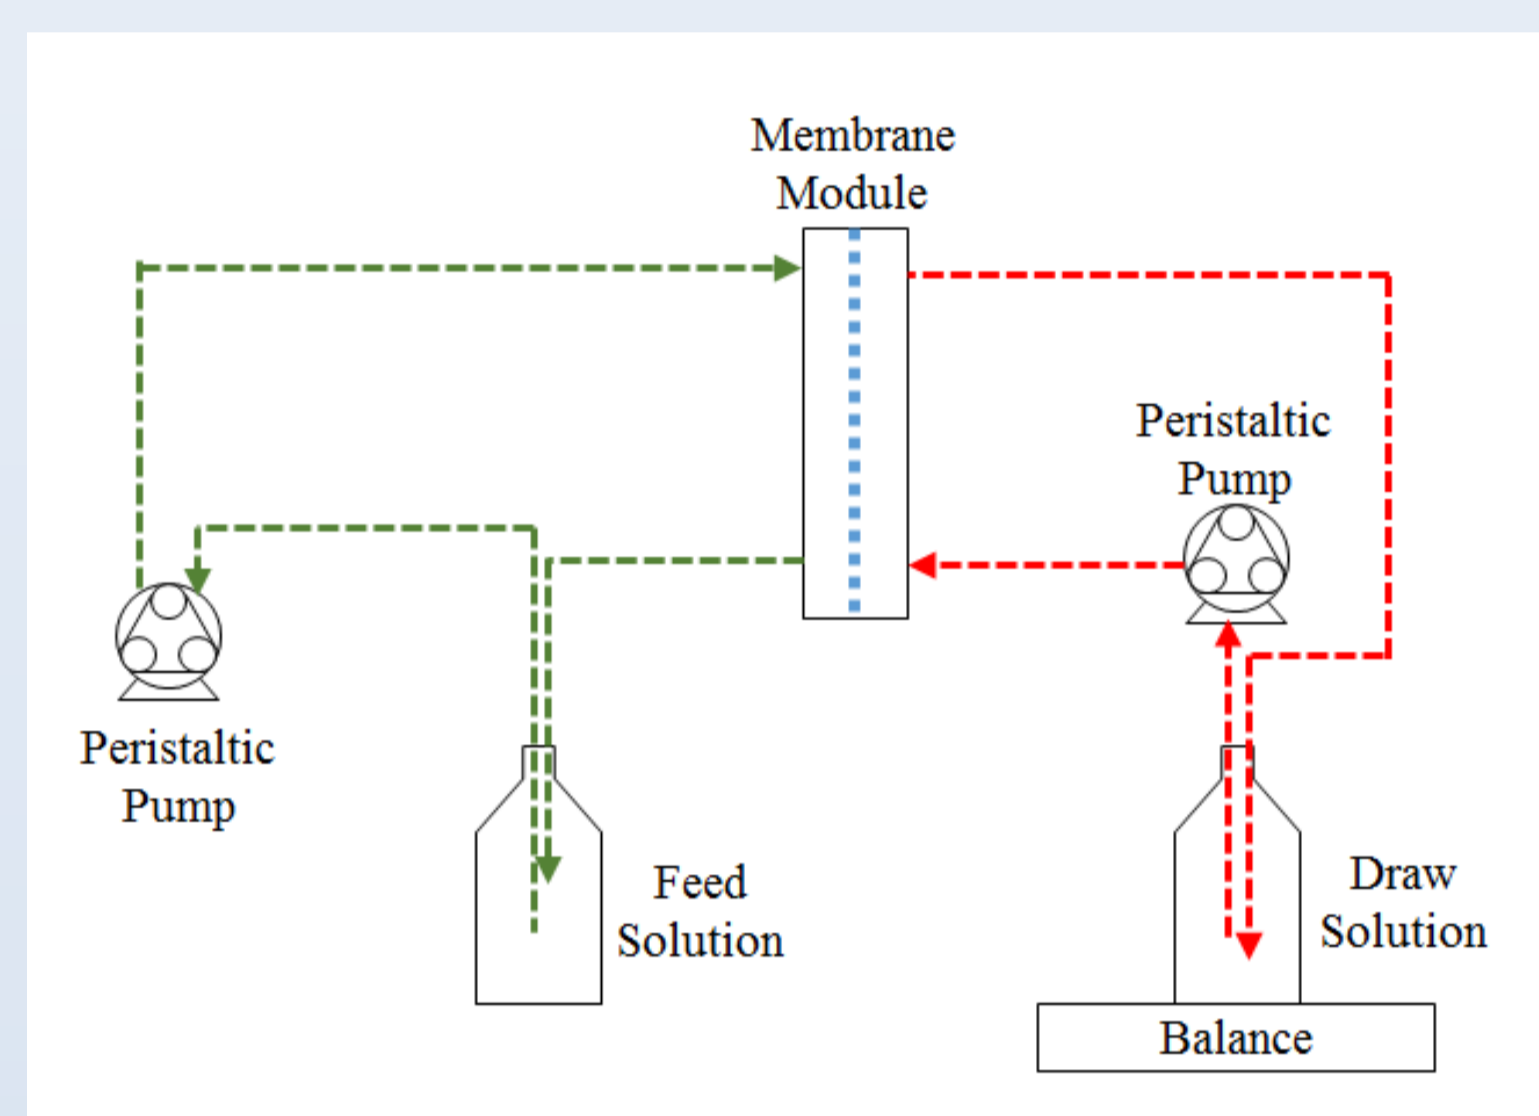 Membrane
Module
Peristaltic
Pump
Peristaltic
Pump
Feed
Solution
Draw
Solution
Balance